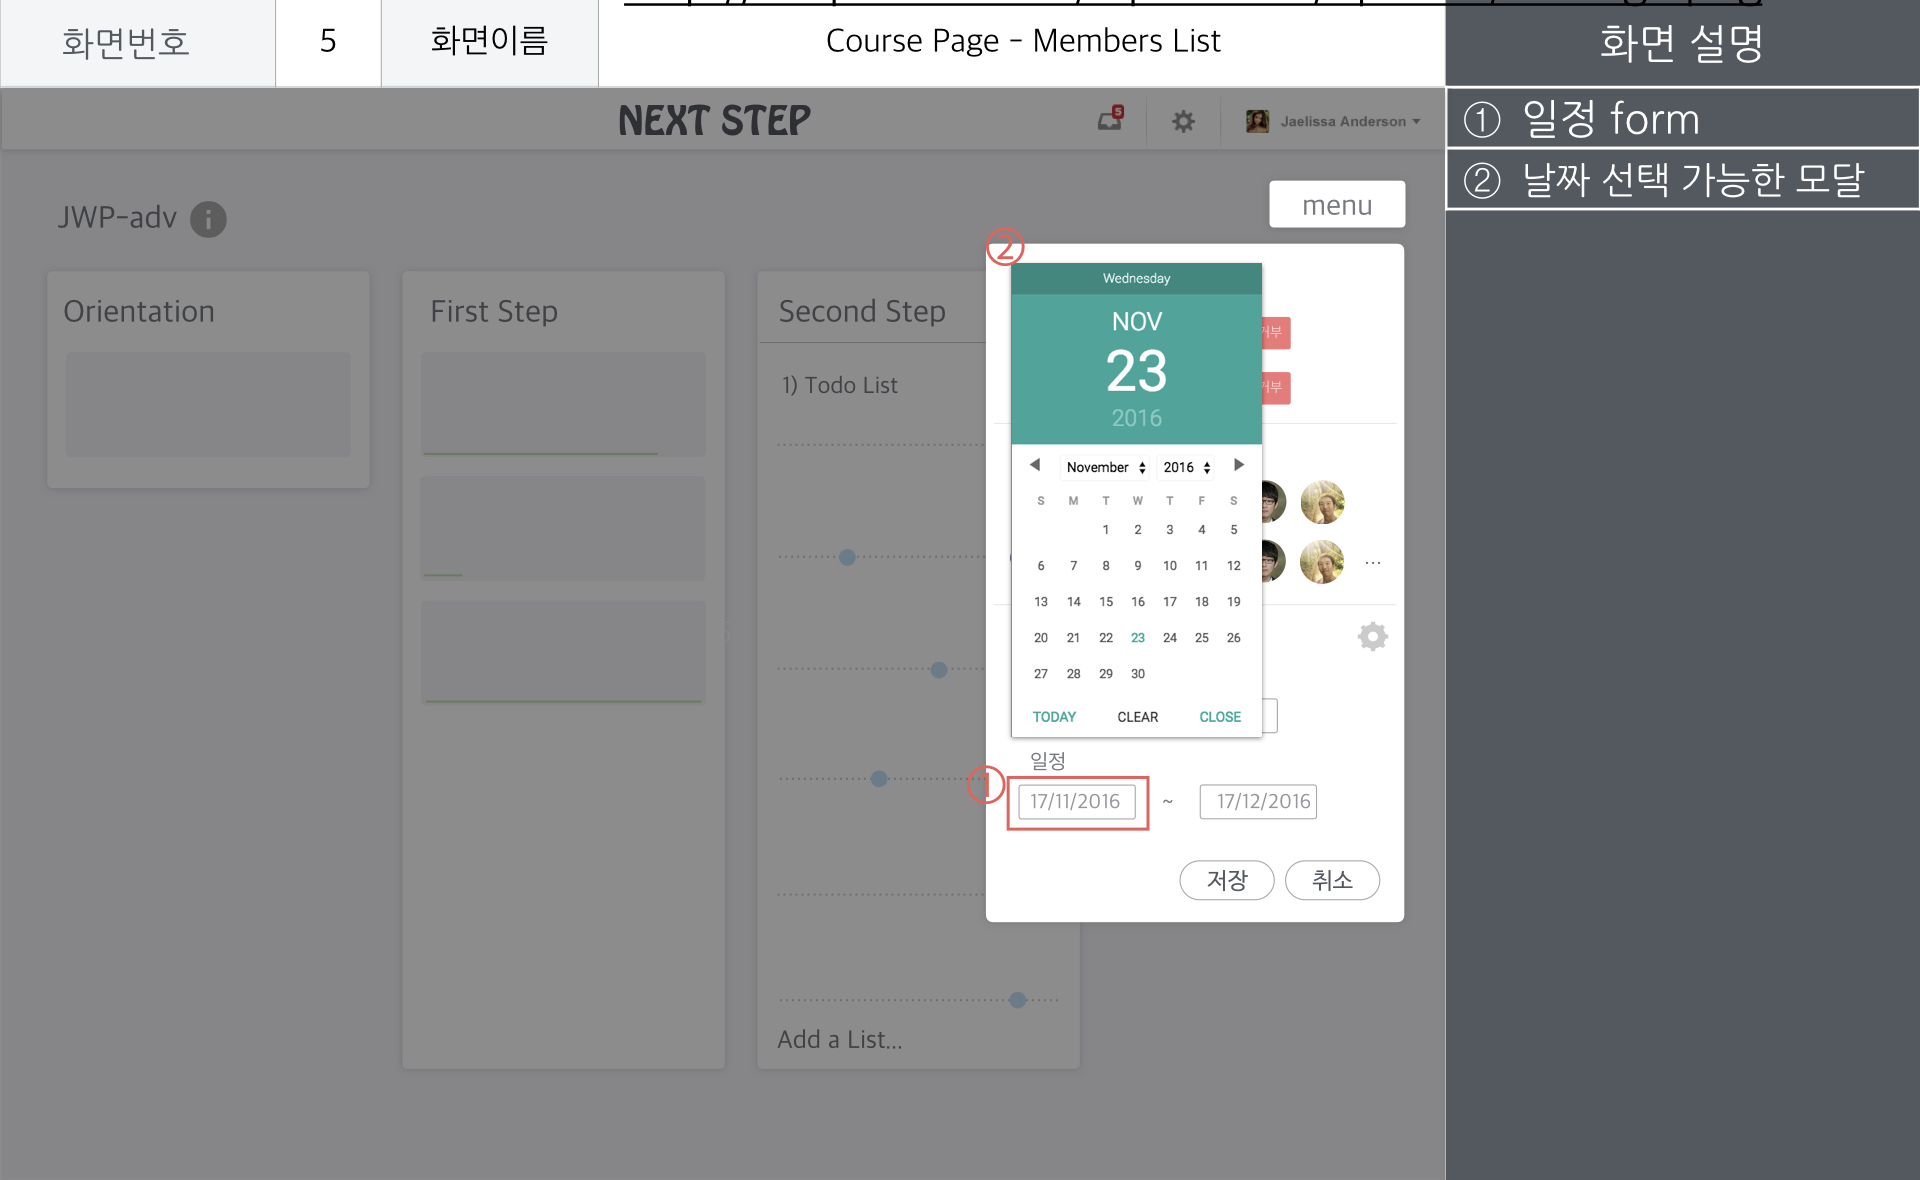 화면번호 5 화면이름 Course Page - Members List 화면 설명
① 일정 form
② 날짜 선택 가능한 모달
NEXT STEP
5
Jaelissa Anderson
JWP-adv i
menu
Orientation
First Step
Second Step
1) Todo List
Add a List...
②
Wednesday
NOV
23
2016
거부
거부
November 2016
S M T W T F S
1 2 3 4 5
6 7 8 9 10 11 12
13 14 15 16 17 18 19
20 21 22 23 24 25 26
27 28 29 30
TODAY CLEAR CLOSE
...
일정
①
17/11/2016 ~ 17/12/2016
저장 취소